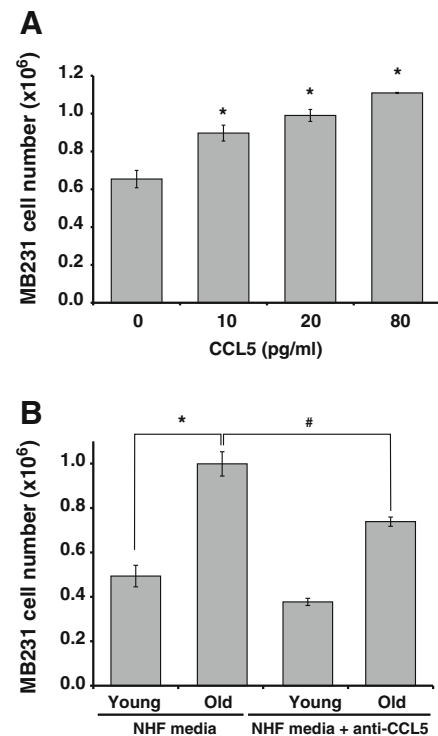 A
MB231 cell number (x10⁶)
1.2
1.0
0.8
0.6
0.4
0.2
0.0
* * *
0 10 20 80
CCL5 (pg/ml)
B
MB231 cell number (x10⁶)
* #
1.0
0.8
0.6
0.4
0.2
0.0
Young Old Young Old
NHF media NHF media + anti-CCL5